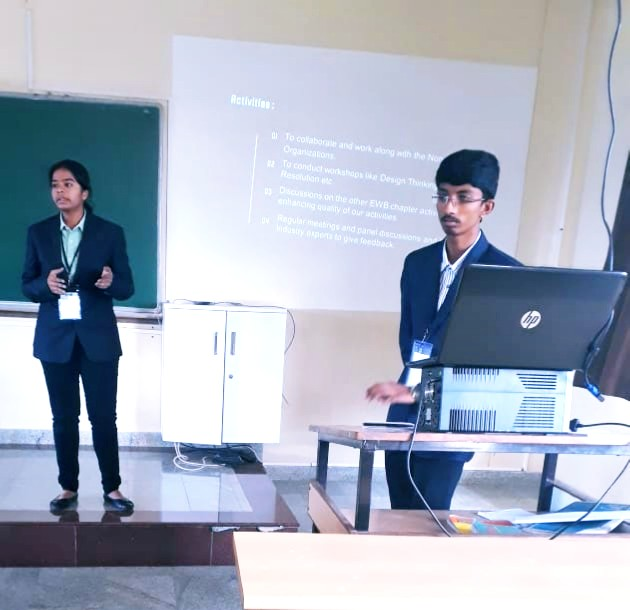 Activities :
01 To collaborate and work along with the
Organizations.
02 To conduct workshops like Design Thinking
Resolution etc
03 Discussions on the other EWB chapter
enhancing quality of our activities
04 Regular meetings and panel discussions
industry experts to give feedback.
hp